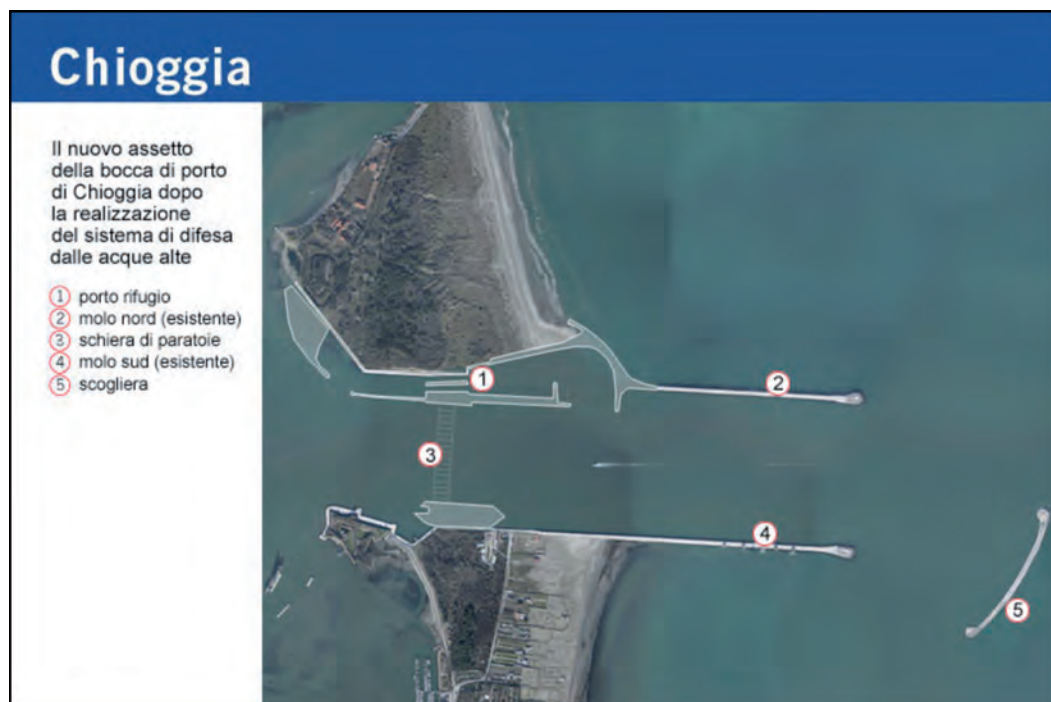 Chioggia
Il nuovo assetto
della bocca di porto
di Chioggia dopo
la realizzazione
del sistema di difesa
dalle acque alte
1 porto rifugio
2 molo nord (esistente)
3 schiera di paratoie
4 molo sud (esistente)
5 scogliera
1
2
3
4
5